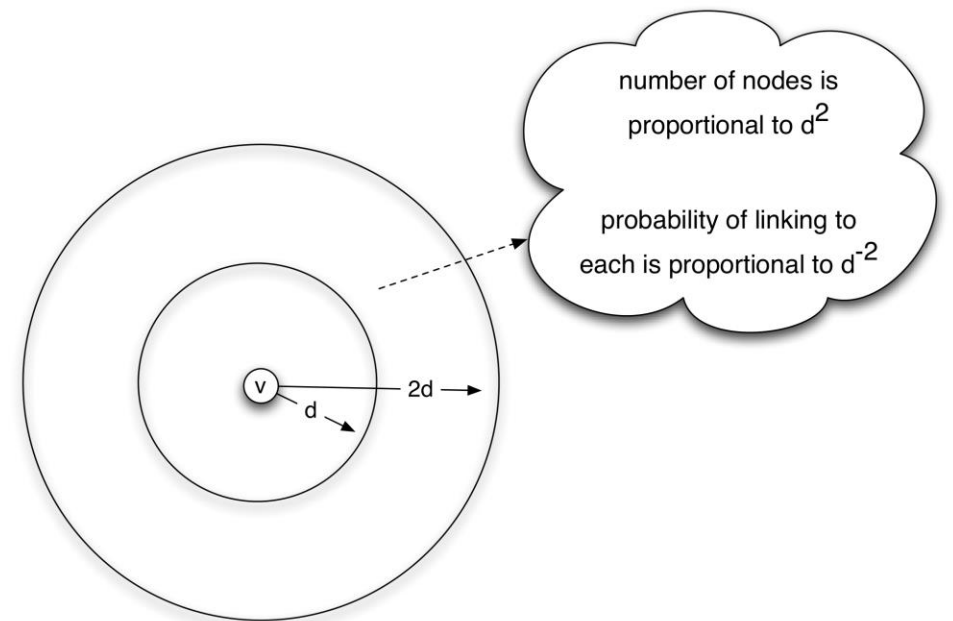 number of nodes is
proportional to d²
probability of linking to
each is proportional to d⁻²
v
2d
d